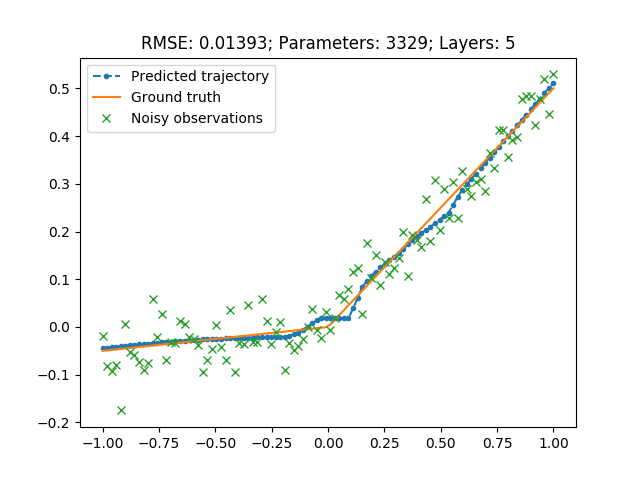 RMSE: 0.01393; Parameters: 3329; Layers: 5
Predicted trajectory
Ground truth
Noisy observations
0.5
0.4
0.3
0.2
0.1
0.0
−0.1
−0.2
−1.00 −0.75 −0.50 −0.25 0.00 0.25 0.50 0.75 1.00